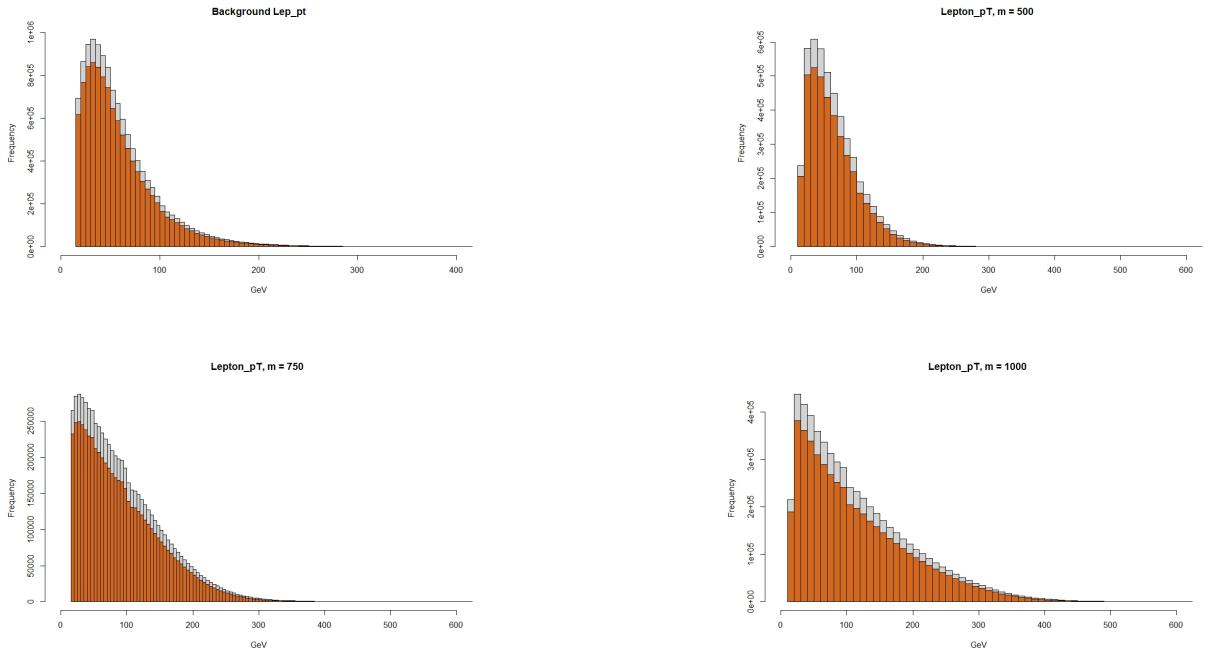 Background Lep_pt
Frequency
0e+00 2e+05 4e+05 6e+05 8e+05 1e+06
0 100 200 300 400
GeV
Lepton_pT, m = 500
Frequency
0e+00 1e+05 2e+05 3e+05 4e+05 5e+05 6e+05
0 100 200 300 400 500 600
GeV
Lepton_pT, m = 750
Frequency
0 50000 100000 150000 200000 250000
0 100 200 300 400 500 600
GeV
Lepton_pT, m = 1000
Frequency
0e+00 1e+05 2e+05 3e+05 4e+05
0 100 200 300 400 500 600
GeV